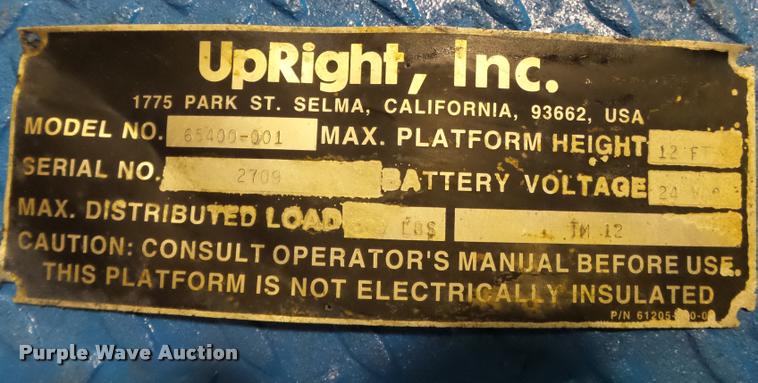 UpRight, Inc.
1775 PARK ST. SELMA, CALIFORNIA, 93662, USA
MODEL NO. 65400-001 MAX. PLATFORM HEIGHT 12 FT
SERIAL NO. 2709 BATTERY VOLTAGE 24
MAX. DISTRIBUTED LOAD LBS TM 12
CAUTION: CONSULT OPERATOR'S MANUAL BEFORE USE.
THIS PLATFORM IS NOT ELECTRICALLY INSULATED
P/N
Purple Wave Auction